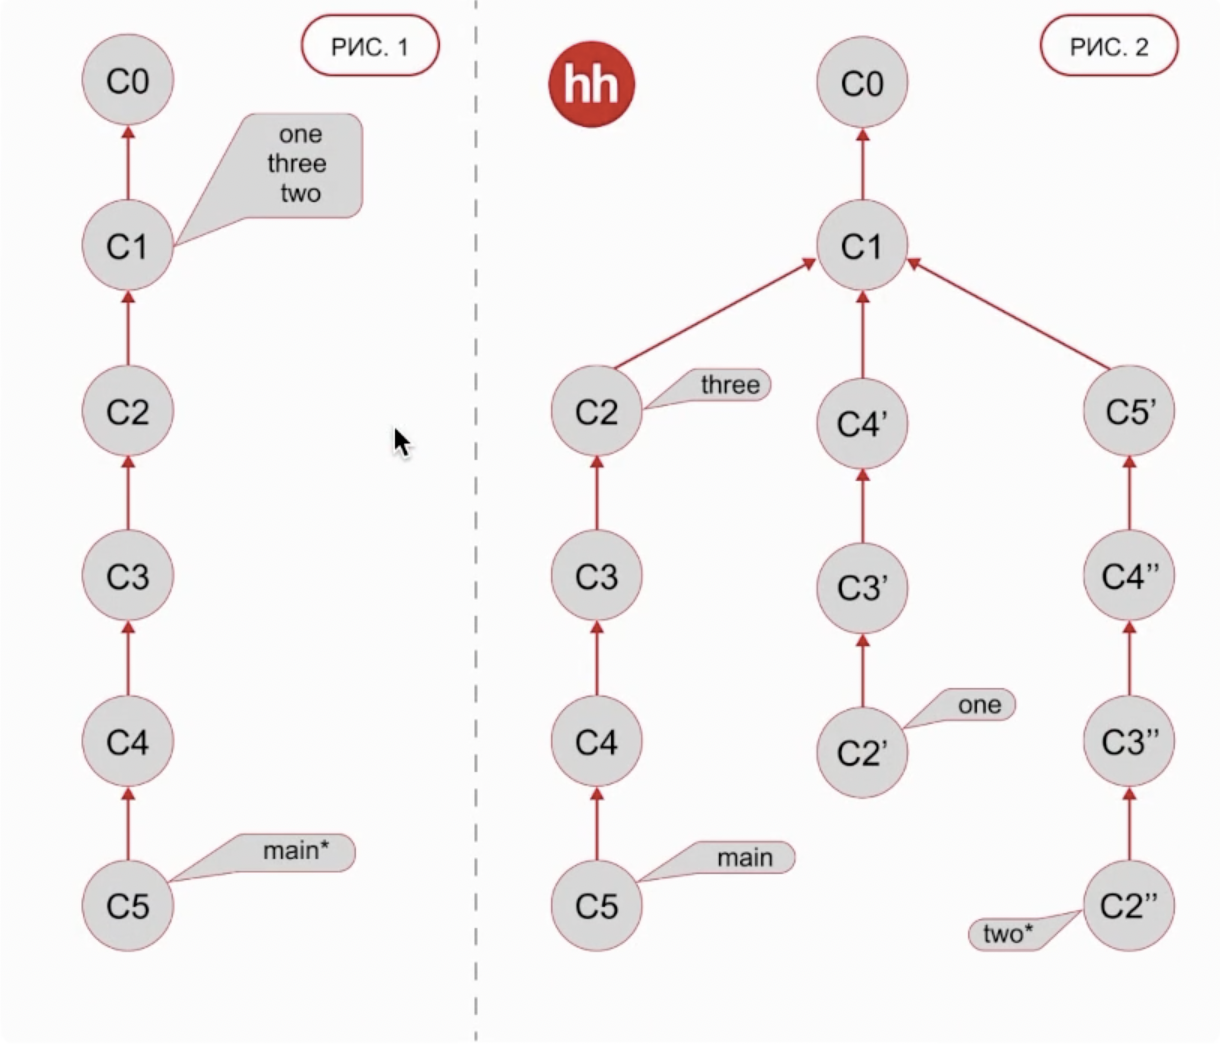 РИС. 1
C0
one
three
two
C1
C2
C3
C4
main*
C5
hh
РИС. 2
C0
C1
C2
three
C4’
C5’
C3
C3’
C4’’
C4
C2’
one
C3’’
C5
main
C2’’
two*